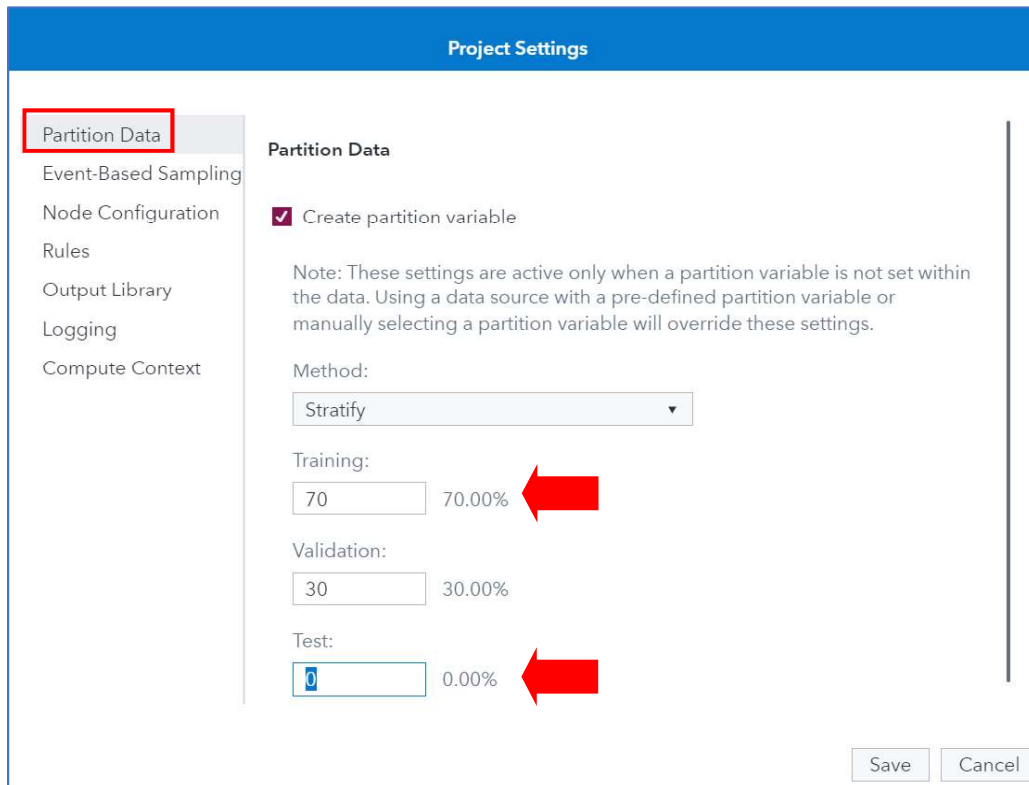 Project Settings
Partition Data
Event-Based Sampling
Node Configuration
Rules
Output Library
Logging
Compute Context
Partition Data
Create partition variable
Note: These settings are active only when a partition variable is not set within
the data. Using a data source with a pre-defined partition variable or
manually selecting a partition variable will override these settings.
Method:
Stratify
Training:
70 70.00%
Validation:
30 30.00%
Test:
0 0.00%
Save Cancel